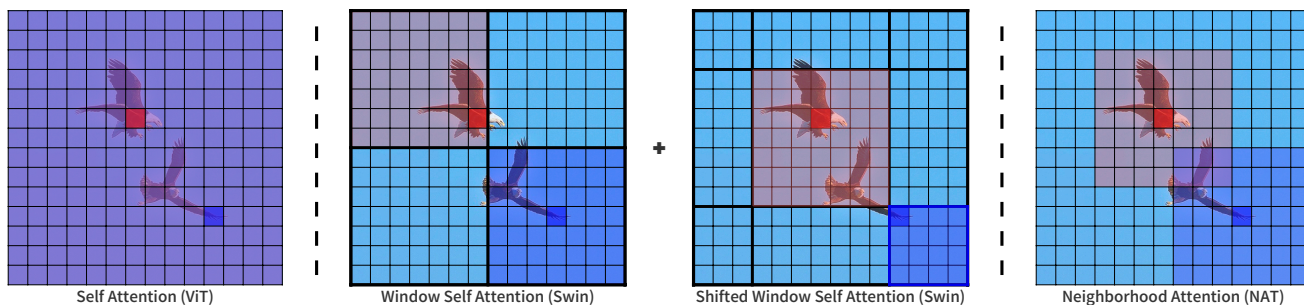 Self Attention (ViT)
Window Self Attention (Swin)
Shifted Window Self Attention (Swin)
Neighborhood Attention (NAT)